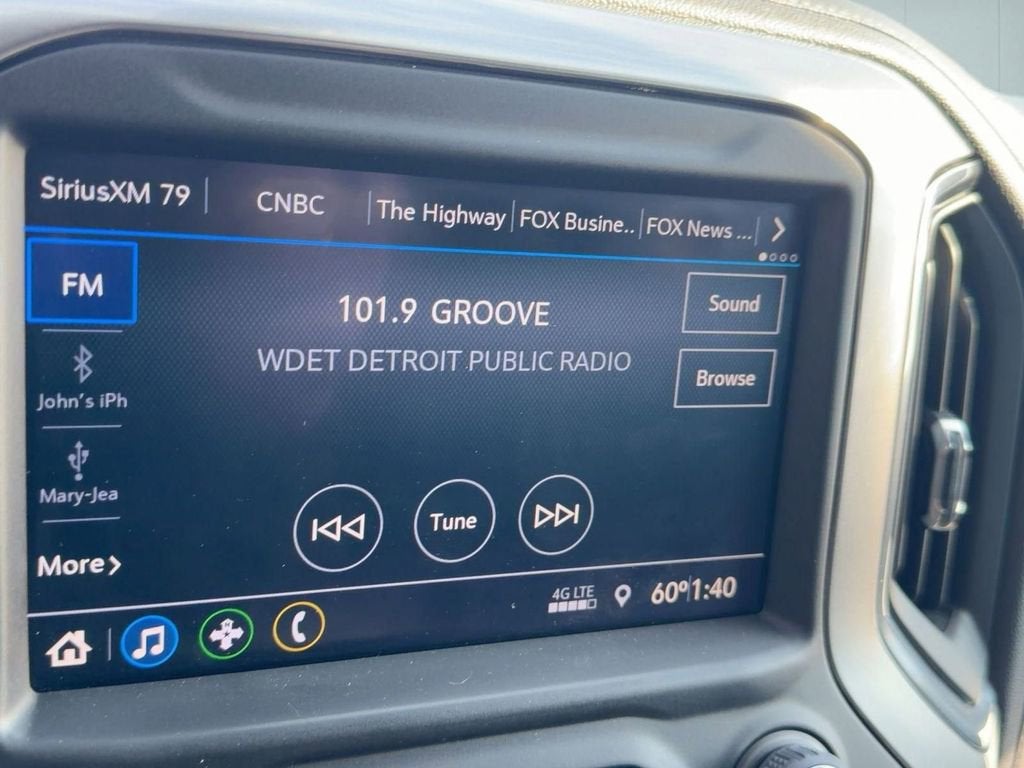 SiriusXM 79 CNBC The Highway FOX Busine.. FOX News ...
FM
101.9 GROOVE
Sound
WDET DETROIT PUBLIC RADIO
Browse
John's iPh
Mary-Jea
Tune
More
4G LTE
60° 1:40